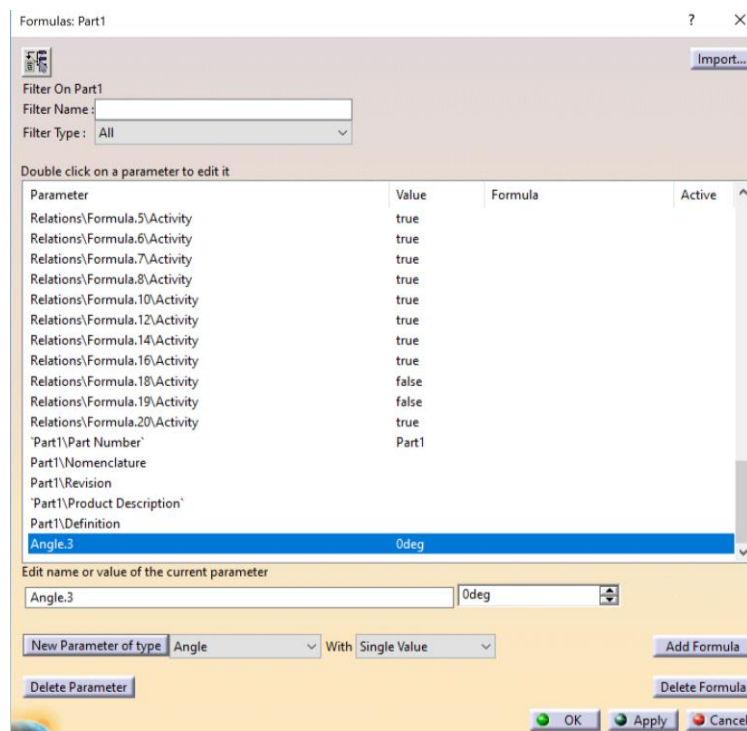 Formulas: Part1 ?
Import...
Filter On Part1
Filter Name :
Filter Type : All
Double click on a parameter to edit it
Parameter Value Formula Active
Relations\Formula.5\Activity true
Relations\Formula.6\Activity true
Relations\Formula.7\Activity true
Relations\Formula.8\Activity true
Relations\Formula.10\Activity true
Relations\Formula.12\Activity true
Relations\Formula.14\Activity true
Relations\Formula.16\Activity true
Relations\Formula.18\Activity false
Relations\Formula.19\Activity false
Relations\Formula.20\Activity true
`Part1\Part Number` Part1
Part1\Nomenclature
Part1\Revision
`Part1\Product Description`
Part1\Definition
Angle.3 0deg
Edit name or value of the current parameter
Angle.3 0deg
New Parameter of type Angle With Single Value Add Formula
Delete Parameter Delete Formula
OK Apply Cancel